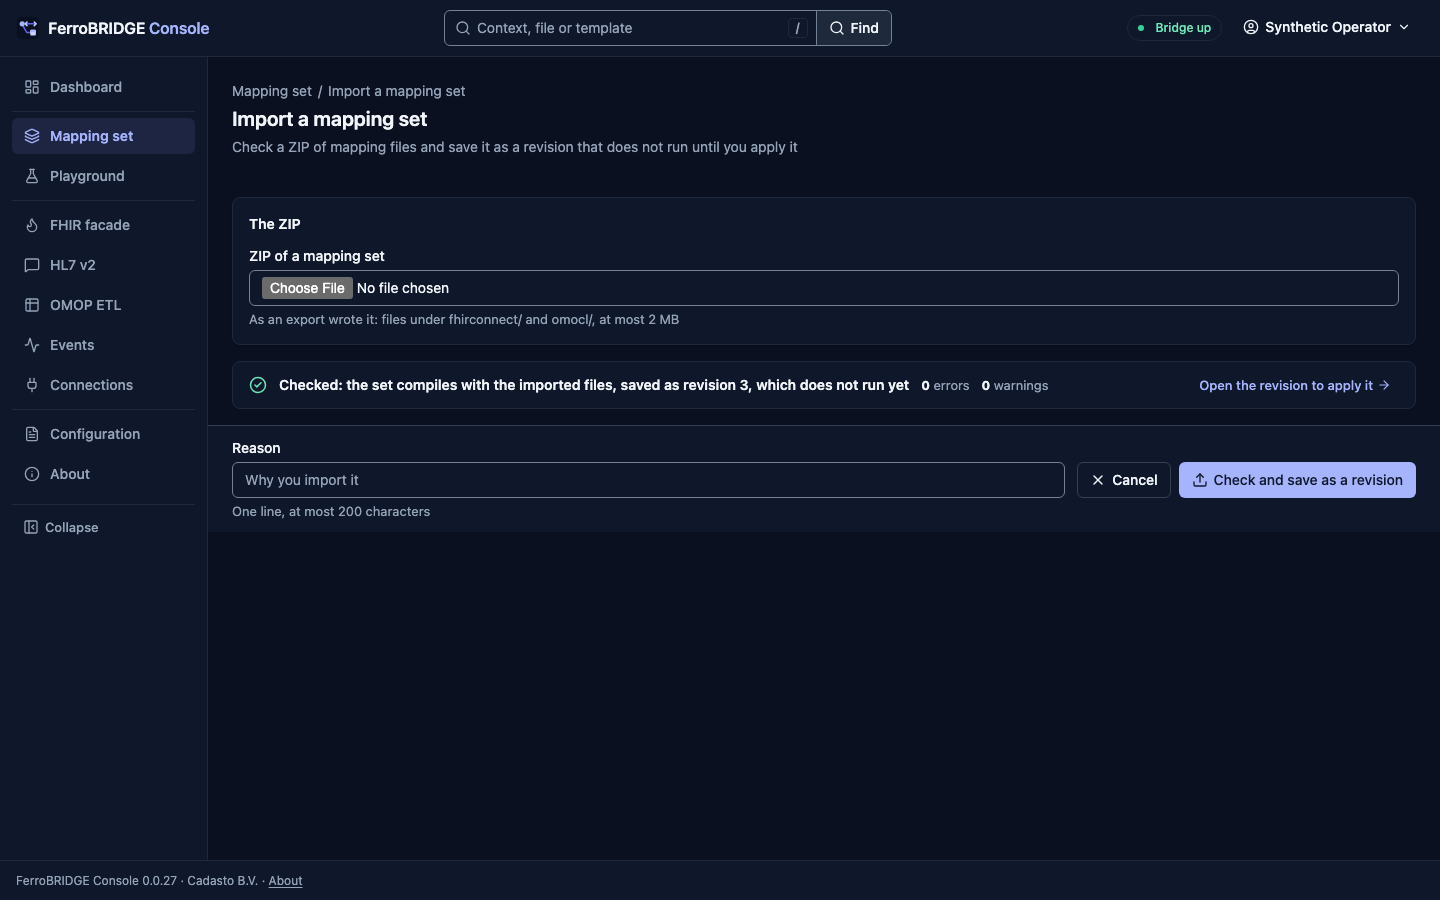 FerroBRIDGE Console
Context, file or template
/
Find
Bridge up
Synthetic Operator
Dashboard
Mapping set
Playground
FHIR facade
HL7 v2
OMOP ETL
Events
Connections
Configuration
About
Collapse
Mapping set / Import a mapping set
Import a mapping set
Check a ZIP of mapping files and save it as a revision that does not run until you apply it
The ZIP
ZIP of a mapping set
Choose File No file chosen
As an export wrote it: files under fhirconnect/ and omocl/, at most 2 MB
Checked: the set compiles with the imported files, saved as revision 3, which does not run yet 0 errors 0 warnings Open the revision to apply it →
Reason
Why you import it
Cancel
Check and save as a revision
One line, at most 200 characters
FerroBRIDGE Console 0.0.27 · Cadasto B.V. · About